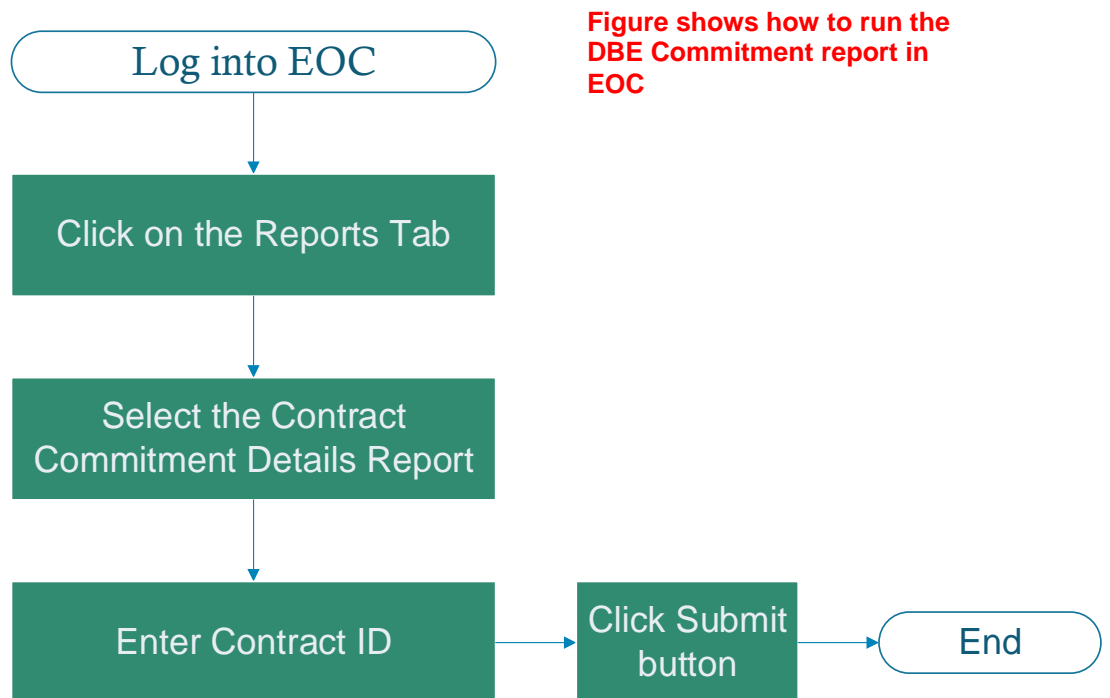 Log into EOC
Figure shows how to run the
DBE Commitment report in
EOC
Click on the Reports Tab
Select the Contract
Commitment Details Report
Enter Contract ID
Click Submit
button
End